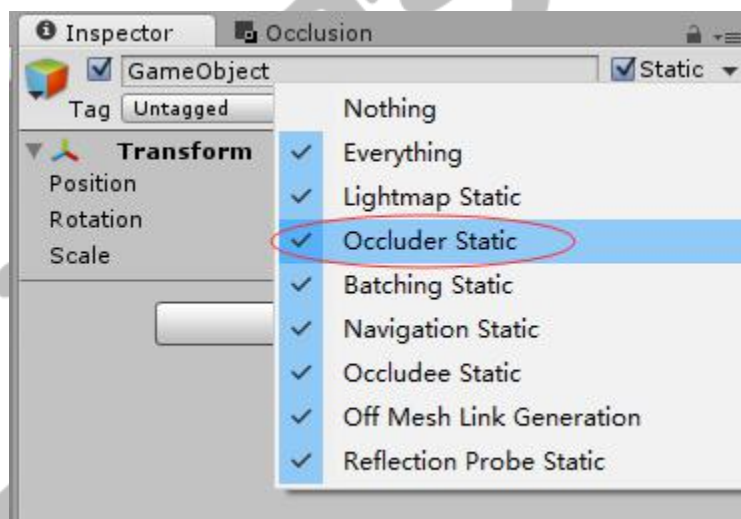 Inspector
Occlusion
GameObject
Static
Tag Untagged
Nothing
Transform
Everything
Position
Lightmap Static
Rotation
Occluder Static
Scale
Batching Static
Navigation Static
Occludee Static
Off Mesh Link Generation
Reflection Probe Static